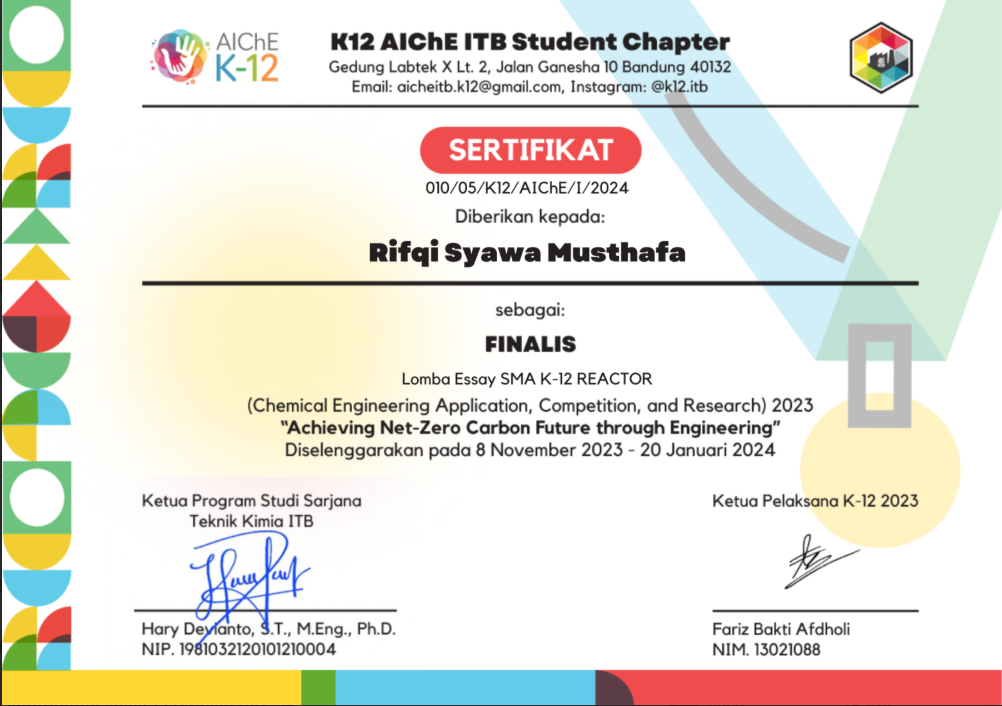 AIChE
K-12
K12 AIChE ITB Student Chapter
Gedung Labtek X Lt. 2, Jalan Ganesha 10 Bandung 40132
Email: aicheitb.k12@gmail.com, Instagram: @k12.itb
SERTIFIKAT
010/05/K12/AIChE/I/2024
Diberikan kepada:
Rifqi Syawa Musthafa
sebagai:
FINALIS
Lomba Essay SMA K-12 REACTOR
(Chemical Engineering Application, Competition, and Research) 2023
"Achieving Net-Zero Carbon Future through Engineering"
Diselenggarakan pada 8 November 2023 - 20 Januari 2024
Ketua Program Studi Sarjana
Teknik Kimia ITB
Hary Devianto, S.T., M.Eng., Ph.D.
NIP. 1981032120101210004
Ketua Pelaksana K-12 2023
Fariz Bakti Afdholi
NIM. 13021088